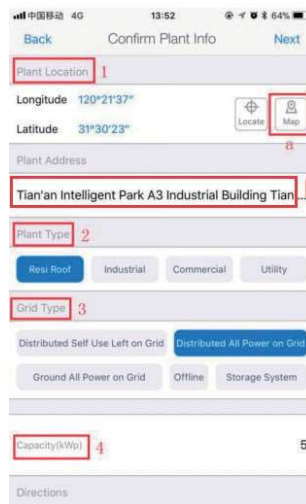 中国移动 4G 13:52 64%
Back Confirm Plant Info Next
Plant Location 1
Longitude 120°21'37"
Latitude 31°30'23"
Locate Map
a
Plant Address
Tian'an Intelligent Park A3 Industrial Building Tian...
Plant Type 2
Resi Roof Industrial Commercial Utility
Grid Type 3
Distributed Self Use Left on Grid Distributed All Power on Grid
Ground All Power on Grid Offline Storage System
Capacity(kWp) 4 5
Directions